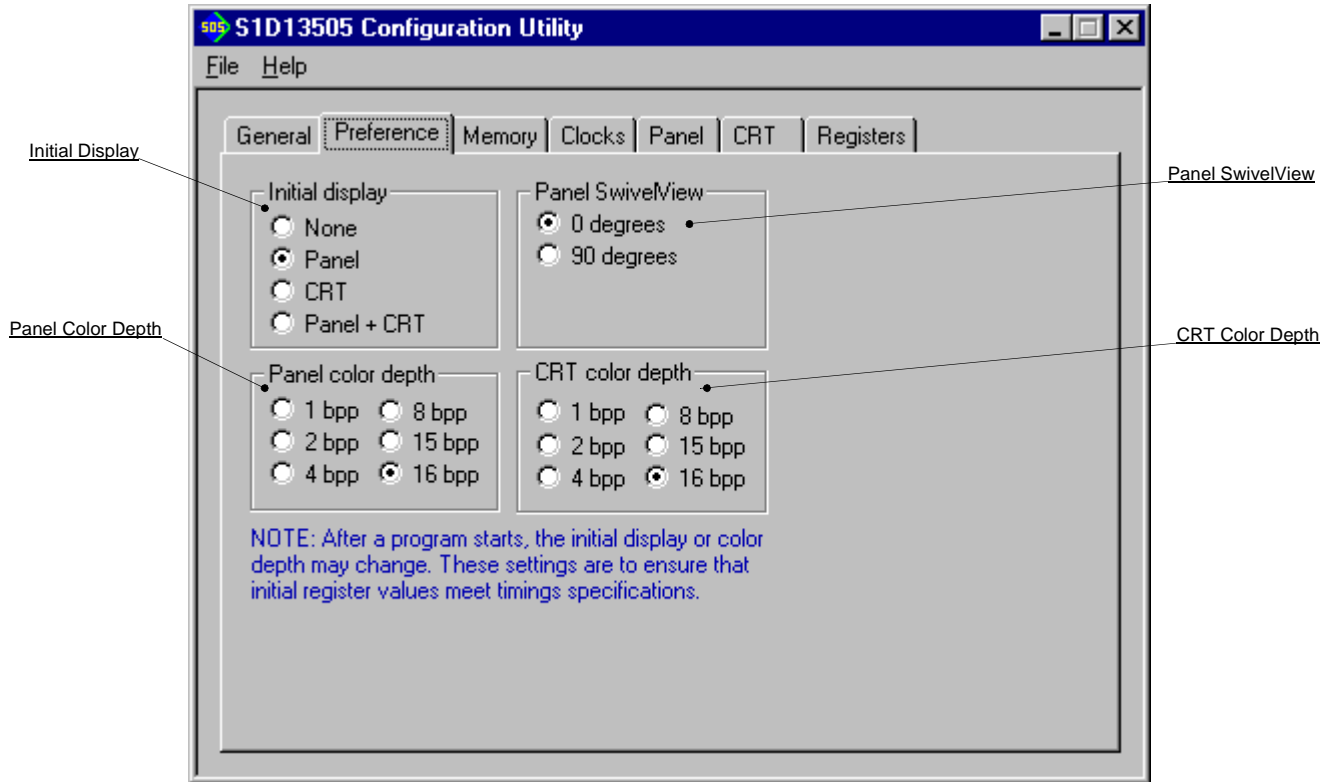 505 S1D13505 Configuration Utility
File Help
General Preference Memory Clocks Panel CRT Registers
Initial Display
Panel SwivelView
Initial display
None
Panel
CRT
Panel + CRT
Panel SwivelView
0 degrees
90 degrees
Panel Color Depth
CRT Color Depth
Panel color depth
1 bpp 8 bpp
2 bpp 15 bpp
4 bpp 16 bpp
CRT color depth
1 bpp 8 bpp
2 bpp 15 bpp
4 bpp 16 bpp
NOTE: After a program starts, the initial display or color
depth may change. These settings are to ensure that
initial register values meet timings specifications.